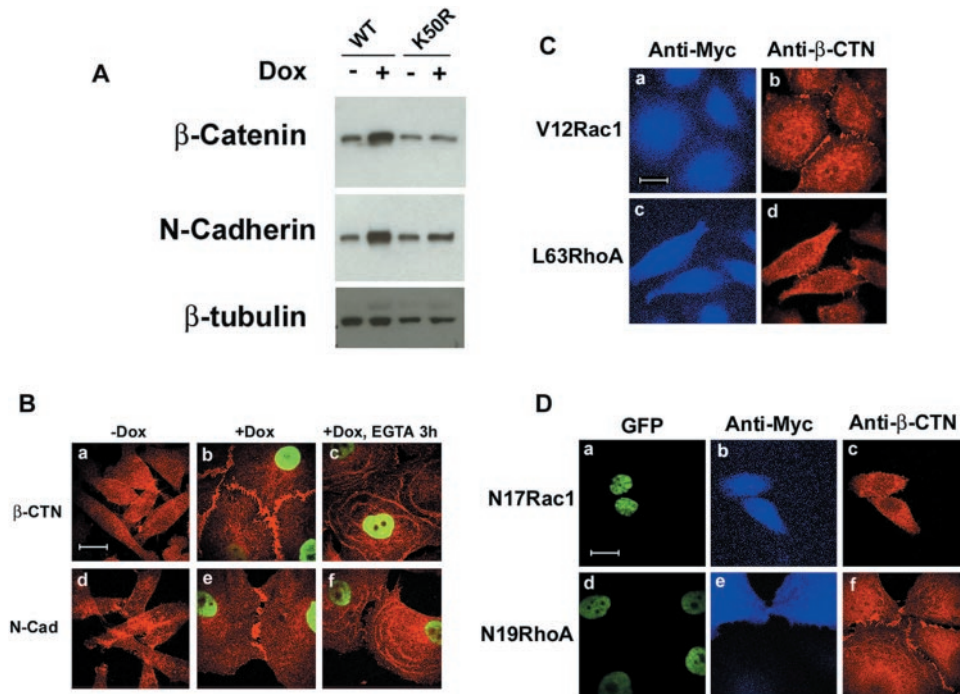 A
WT K50R
Dox - + - +
β-Catenin
N-Cadherin
β-tubulin
B
-Dox +Dox +Dox, EGTA 3h
β-CTN a b c
N-Cad d e f
C
Anti-Myc Anti-β-CTN
V12Rac1 a b
L63RhoA c d
D
GFP Anti-Myc Anti-β-CTN
N17Rac1 a b c
N19RhoA d e f